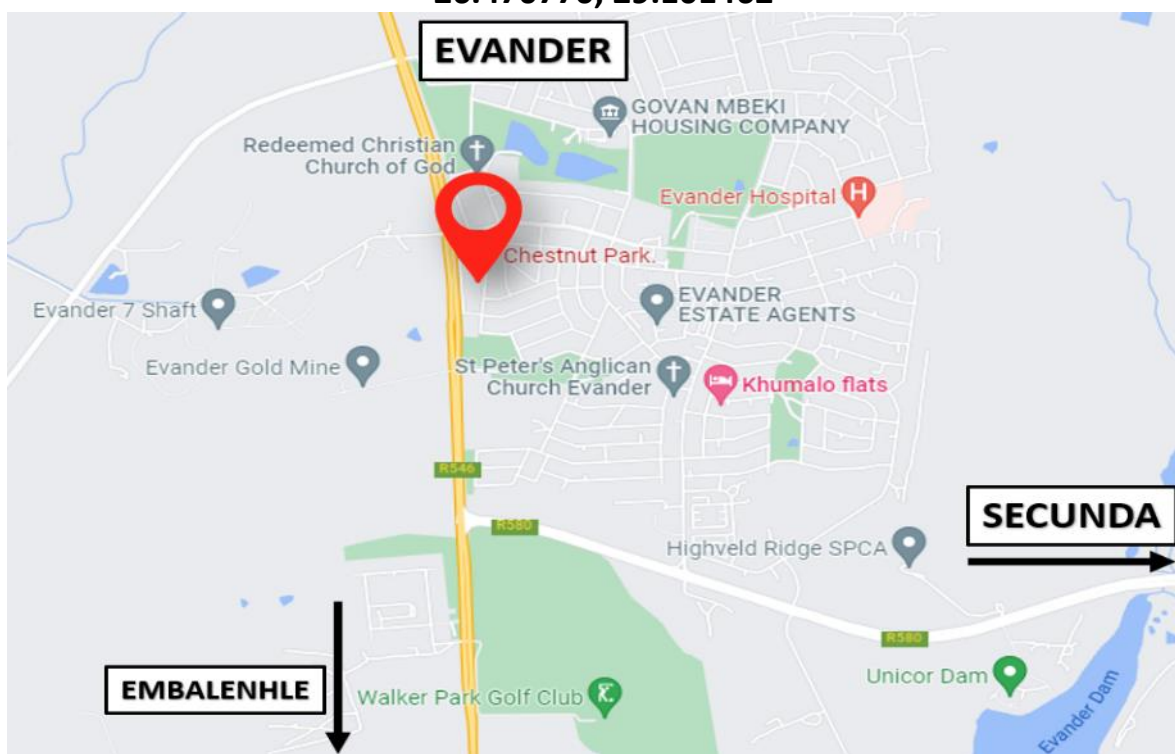 EVANDER
GOVAN MBEKI
HOUSING COMPANY
Redeemed Christian
Church of God
Evander Hospital
Chestnut Park.
EVANDER
ESTATE AGENTS
Evander 7 Shaft
Evander Gold Mine
St Peter's Anglican
Church Evander
Khumalo flats
R546
R580
SECUNDA
Highveld Ridge SPCA
R580
Unicor Dam
EMBALENHLE
Walker Park Golf Club
Evander Dam